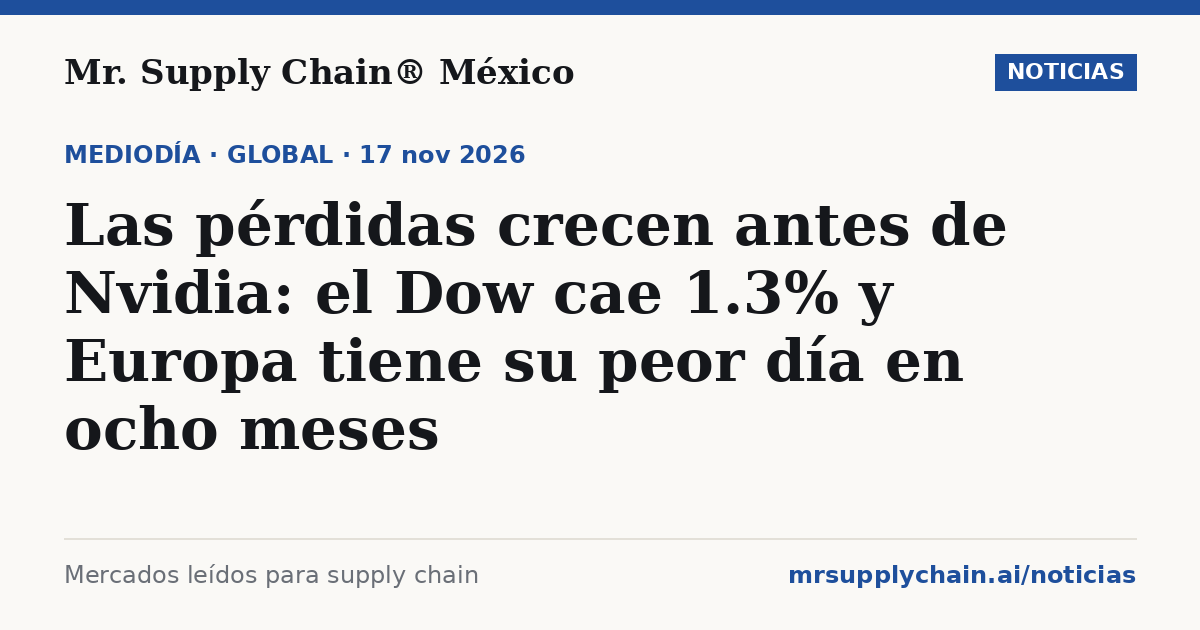 Mr. Supply Chain® México
NOTICIAS
MEDIODÍA · GLOBAL · 17 nov 2026
Las pérdidas crecen antes de
Nvidia: el Dow cae 1.3% y
Europa tiene su peor día en
ocho meses
Mercados leídos para supply chain
mrsupplychain.ai/noticias